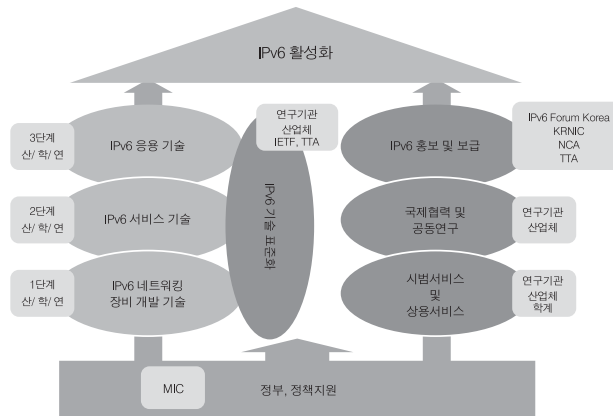 IPv6 활성화
연구기관
산업체
IETF, TTA
3단계
산/ 학/ 연
IPv6 응용 기술
IPv6 홍보 및 보급
IPv6 Forum Korea
KRNIC
NCA
TTA
2단계
산/ 학/ 연
IPv6 서비스 기술
IPv6 기술 표준화
국제협력 및
공동연구
연구기관
산업체
1단계
산/ 학/ 연
IPv6 네트워킹
장비 개발 기술
시범서비스
및
상용서비스
연구기관
산업체
학계
MIC
정부, 정책지원